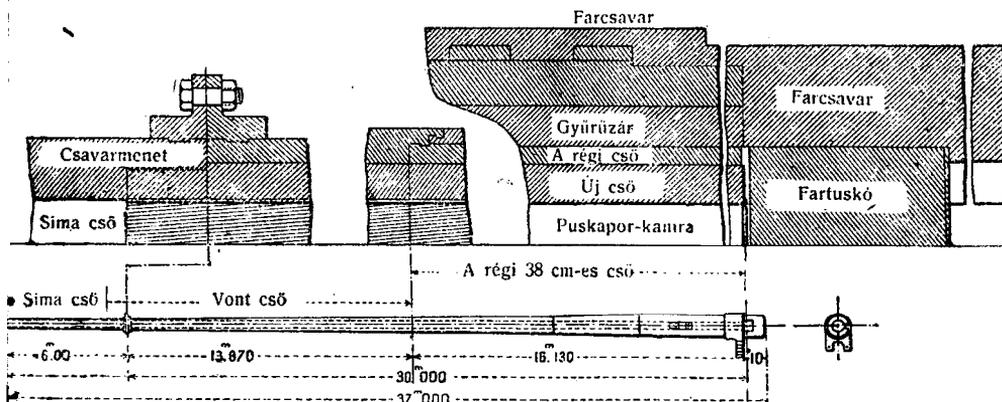 Farcsavar
Farcsavar
Gyűrűzár
Csavarmenet
A régi cső
Új cső
Fartuskó
Sima cső
Puskapor-kamra
A régi 38 cm-es cső
Sima cső
Vont cső
m
m
m
6.00
13.870
16.130
10
m
30 000
m
37 000